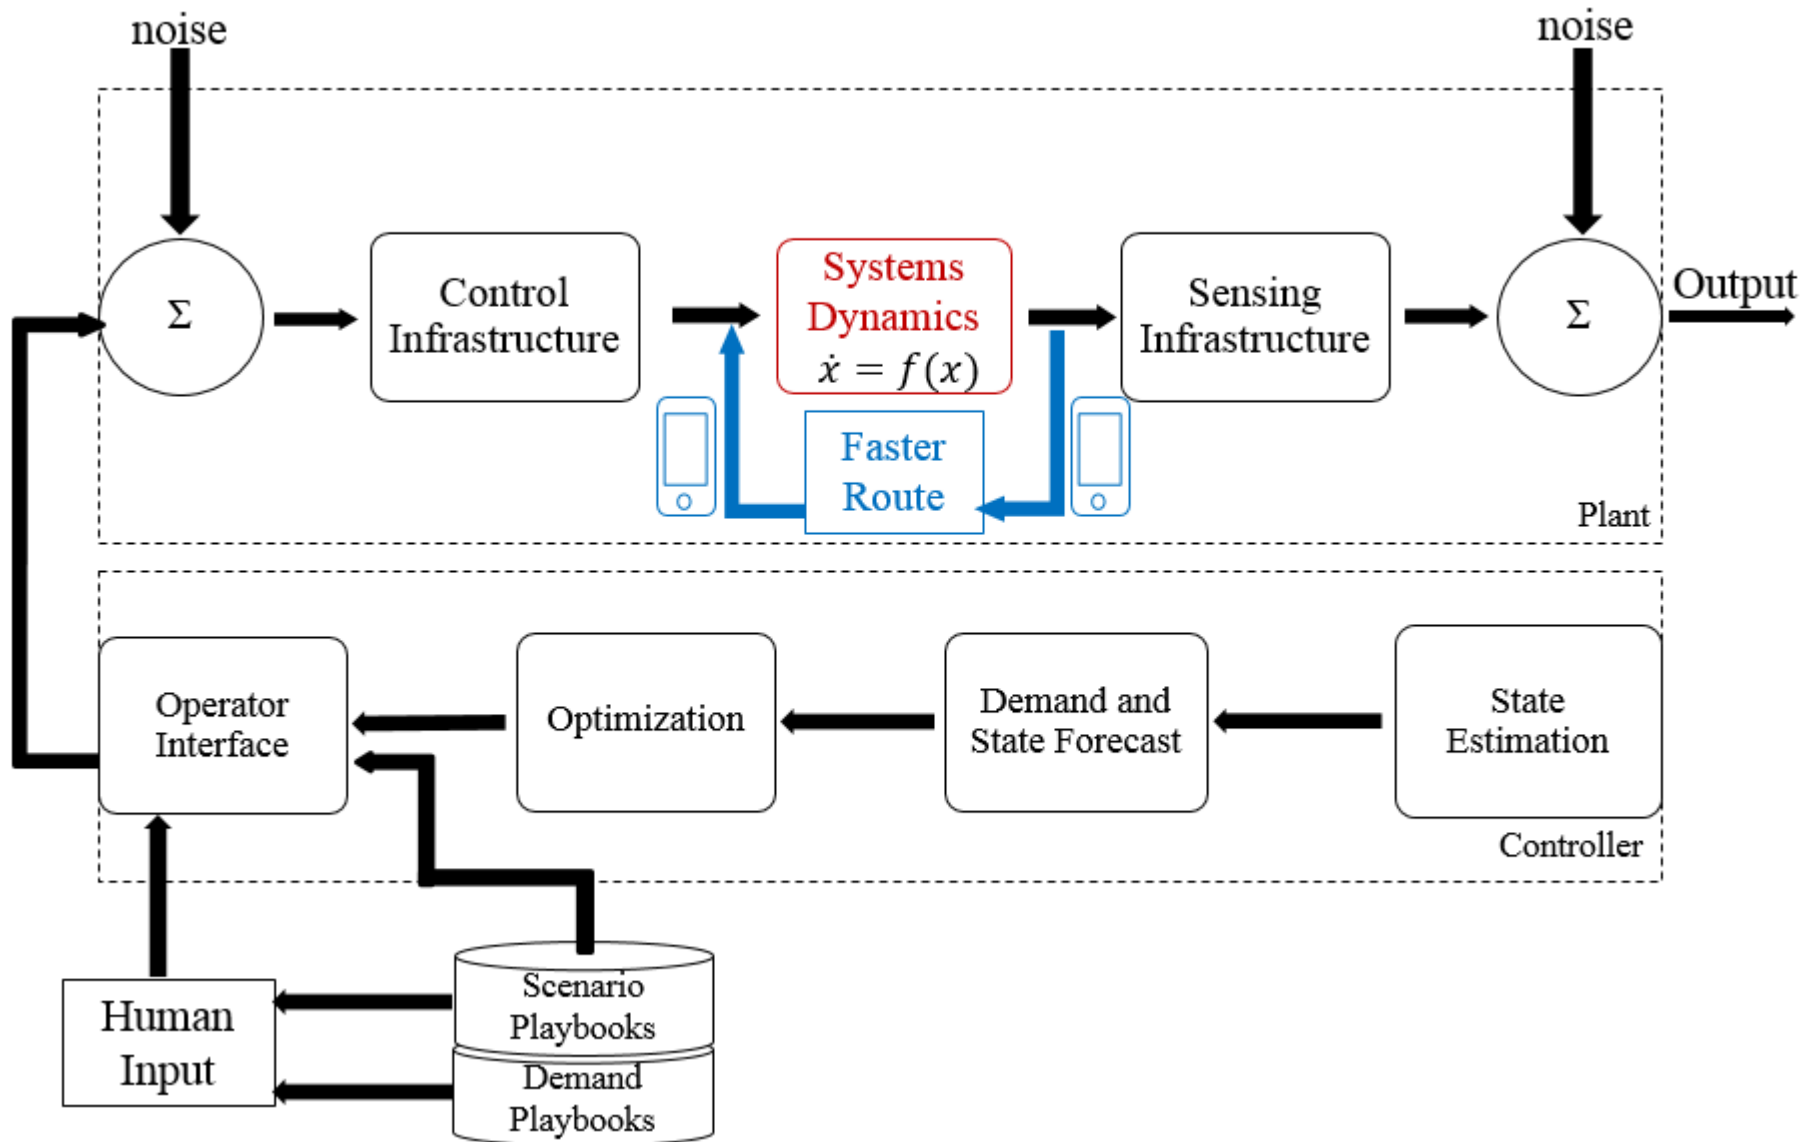 noise
noise
Σ
Control
Infrastructure
Systems
Dynamics
ẋ = f(x)
Sensing
Infrastructure
Σ
Output
Faster
Route
Plant
Operator
Interface
Optimization
Demand and
State Forecast
State
Estimation
Controller
Human
Input
Scenario
Playbooks
Demand
Playbooks